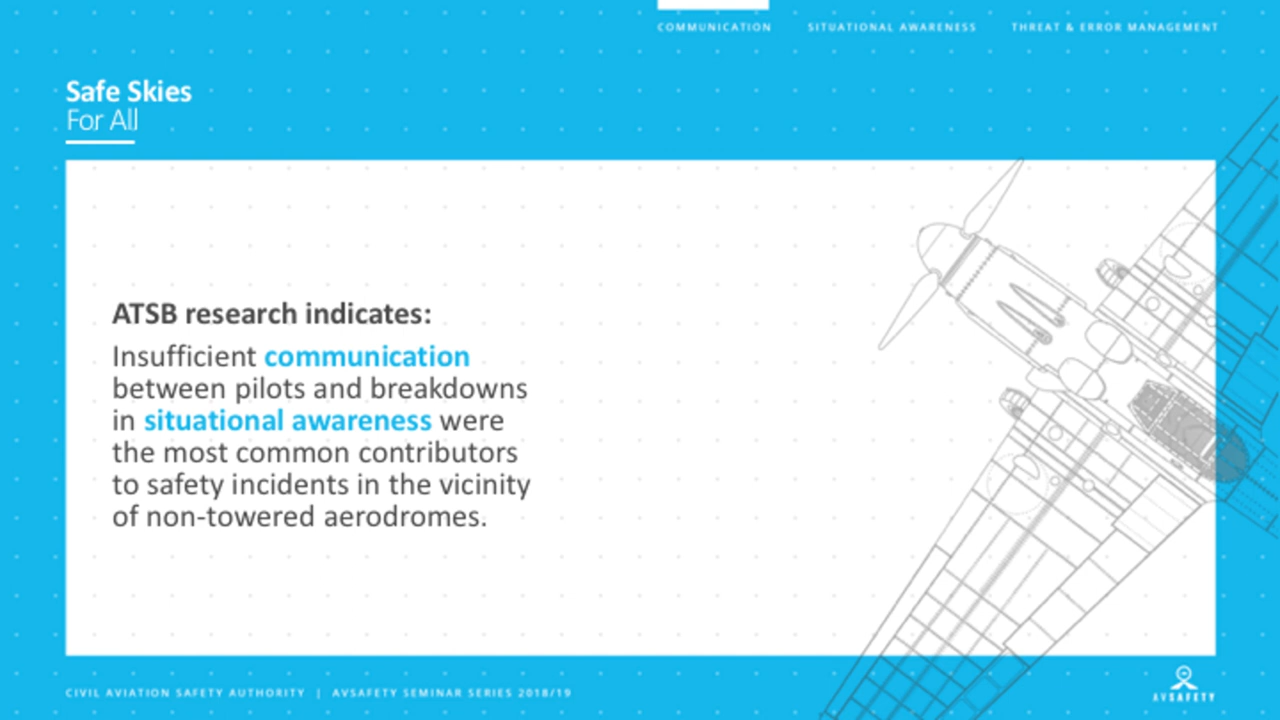 COMMUNICATION SITUATIONAL AWARENESS THREAT & ERROR MANAGEMENT
Safe Skies
For All
ATSB research indicates:
Insufficient communication
between pilots and breakdowns
in situational awareness were
the most common contributors
to safety incidents in the vicinity
of non-towered aerodromes.
CIVIL AVIATION SAFETY AUTHORITY | AVSAFETY SEMINAR SERIES 2018/19
AVSAFETY